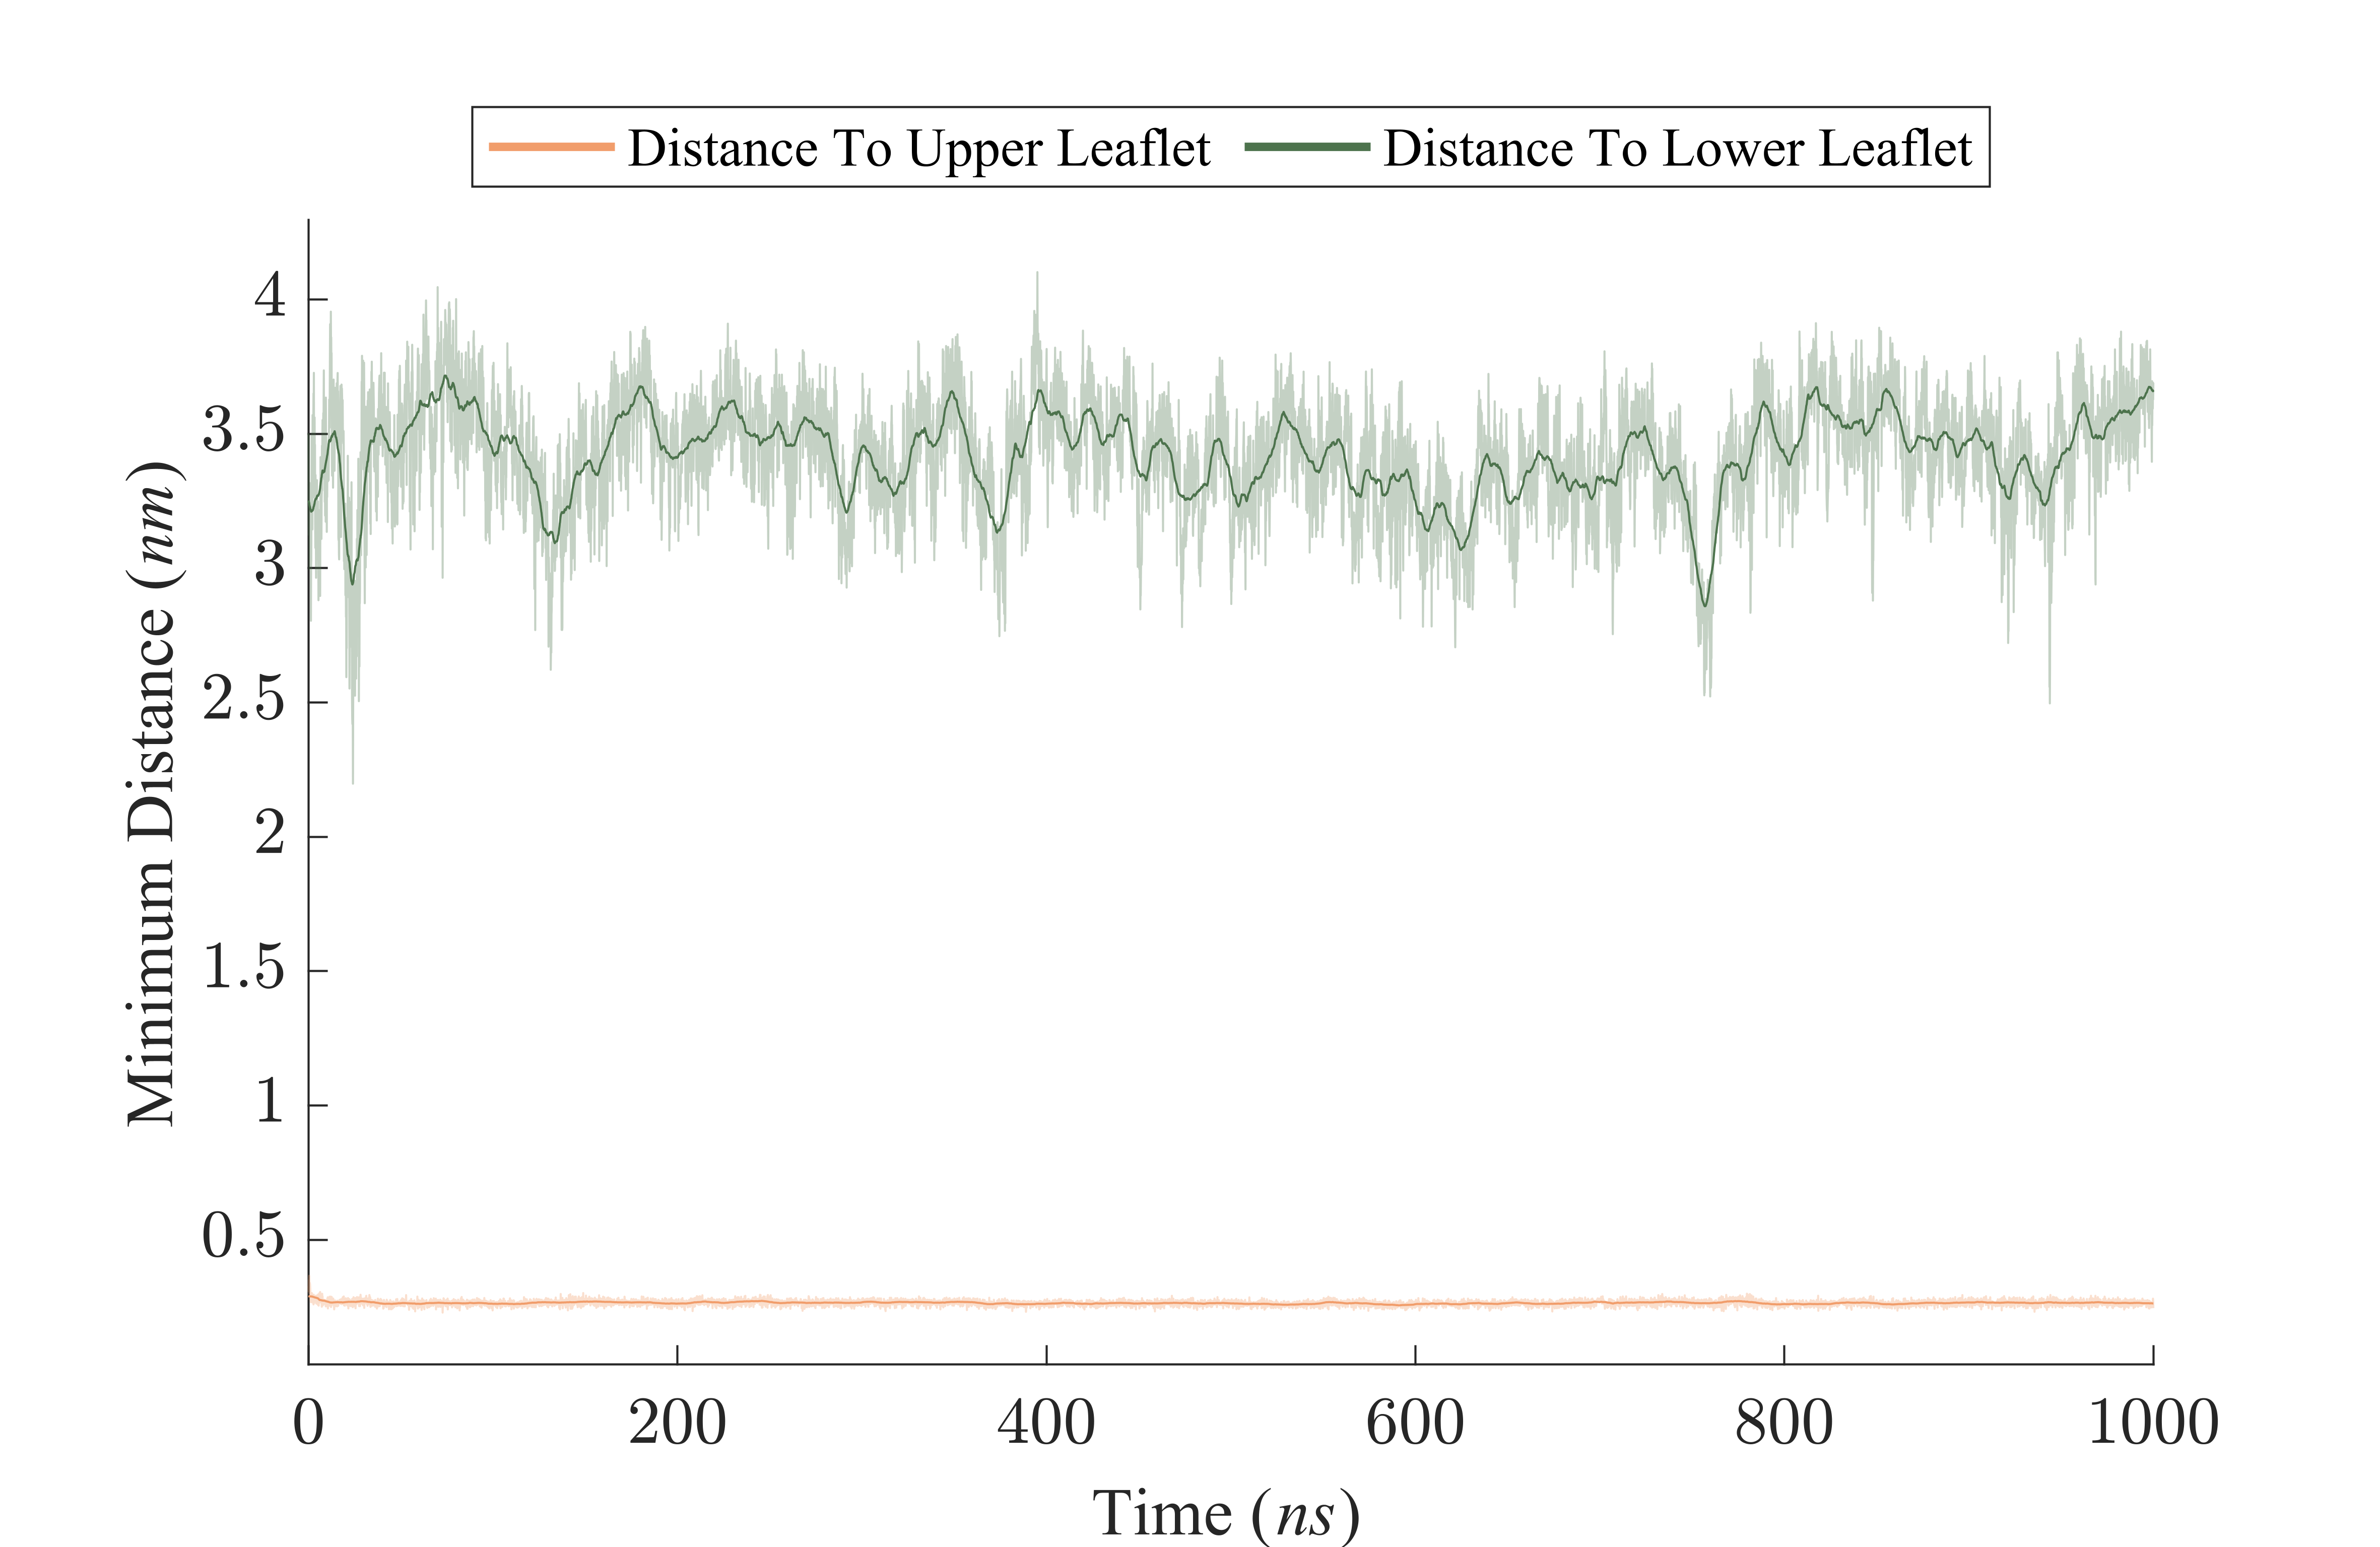 Distance To Upper Leaflet Distance To Lower Leaflet
4
3.5
3
2.5
2
1.5
1
0.5
Minimum Distance (nm)
0 200 400 600 800 1000
Time (ns)